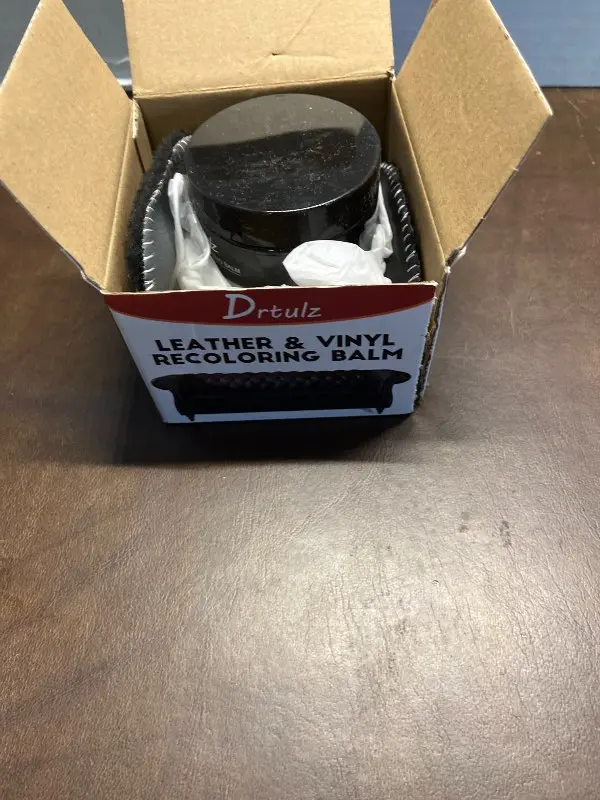 Drtulz
LEATHER & VINYL
RECOLORING BALM